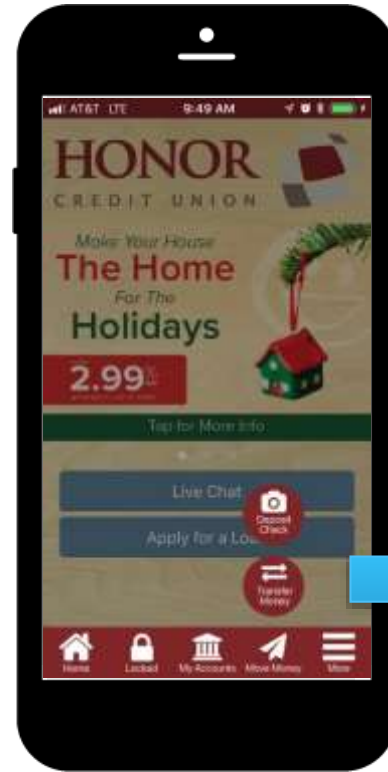 AT&T LTE 9:49 AM
HONOR
CREDIT UNION
Make Your House
The Home
For The
Holidays
2.99%
Tap for More Info
Live Chat
Deposit
Check
Apply for a Lo
Transfer
Money
Home Locked My Accounts Move Money More